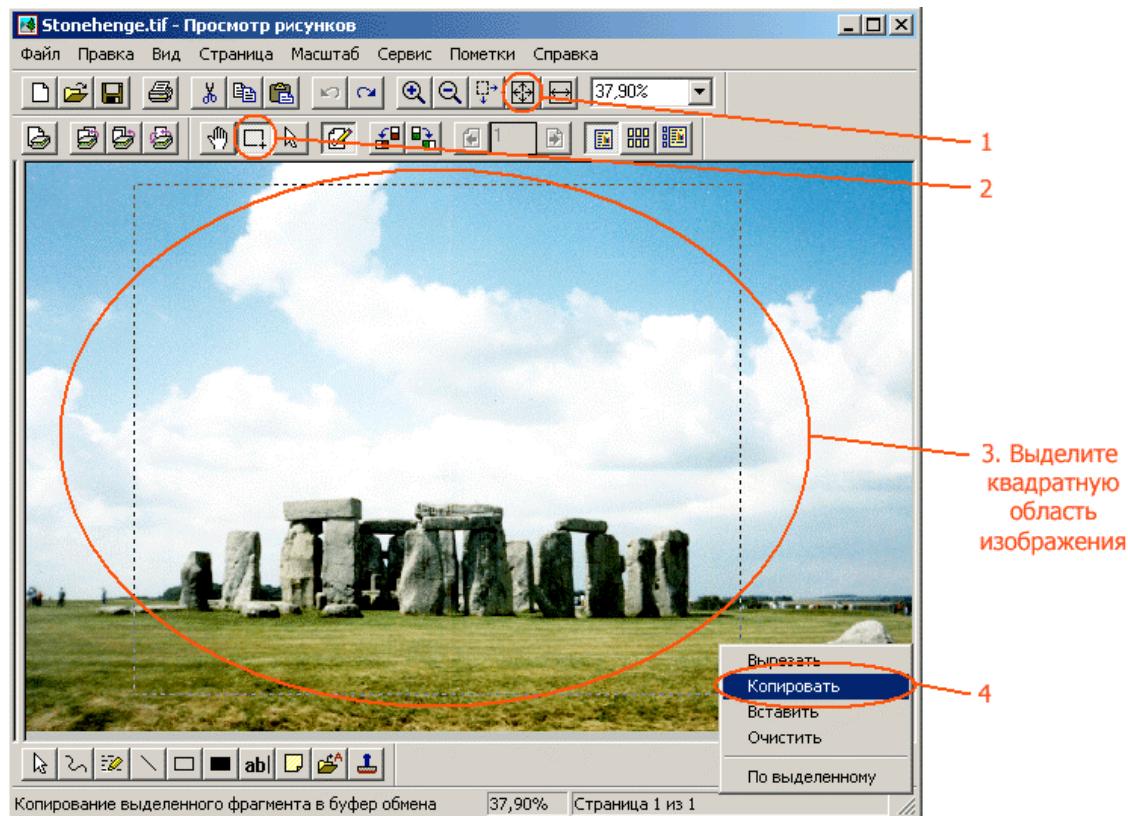 Stonehenge.tif - Просмотр рисунков
Файл Правка Вид Страница Масштаб Сервис Пометки Справка
37,90%
1
1
2
3. Выделите
квадратную
область
изображения
Вырезать
Копировать
4
Вставить
Очистить
По выделенному
ab
Копирование выделенного фрагмента в буфер обмена 37,90% Страница 1 из 1